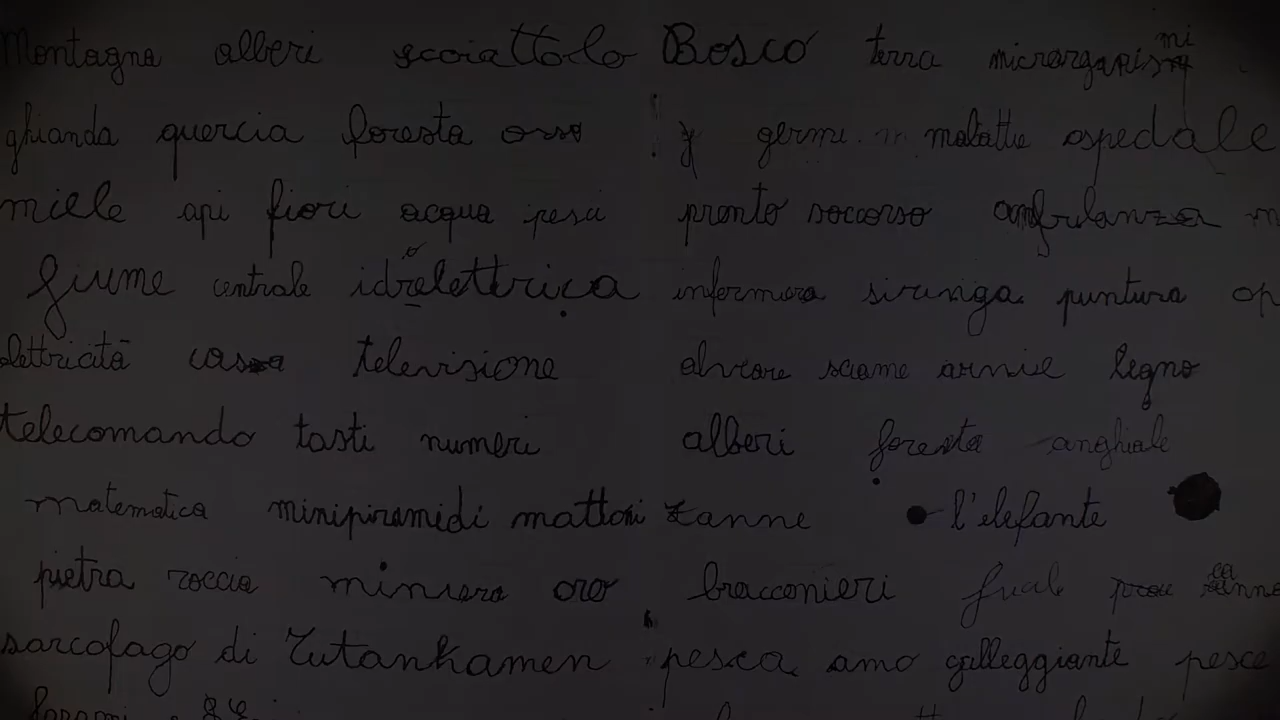 Montagna alberi scoiattolo Bosco terra microrganismi
ghianda quercia foresta orso germi malattie ospedale
miele api fiori acqua pesci pronto soccorso ambulanza
fiume centrale idroelettrica infermiera siringa puntura
elettricità casa televisione alveare sciame arnie legno
telecomando tasti numeri alberi foresta cinghiale
matematica minipiramidi mattoni zanne l'elefante
pietra roccia miniera oro bracconieri fucile
sarcofago di Tutankamen pesca amo galleggiante pesce